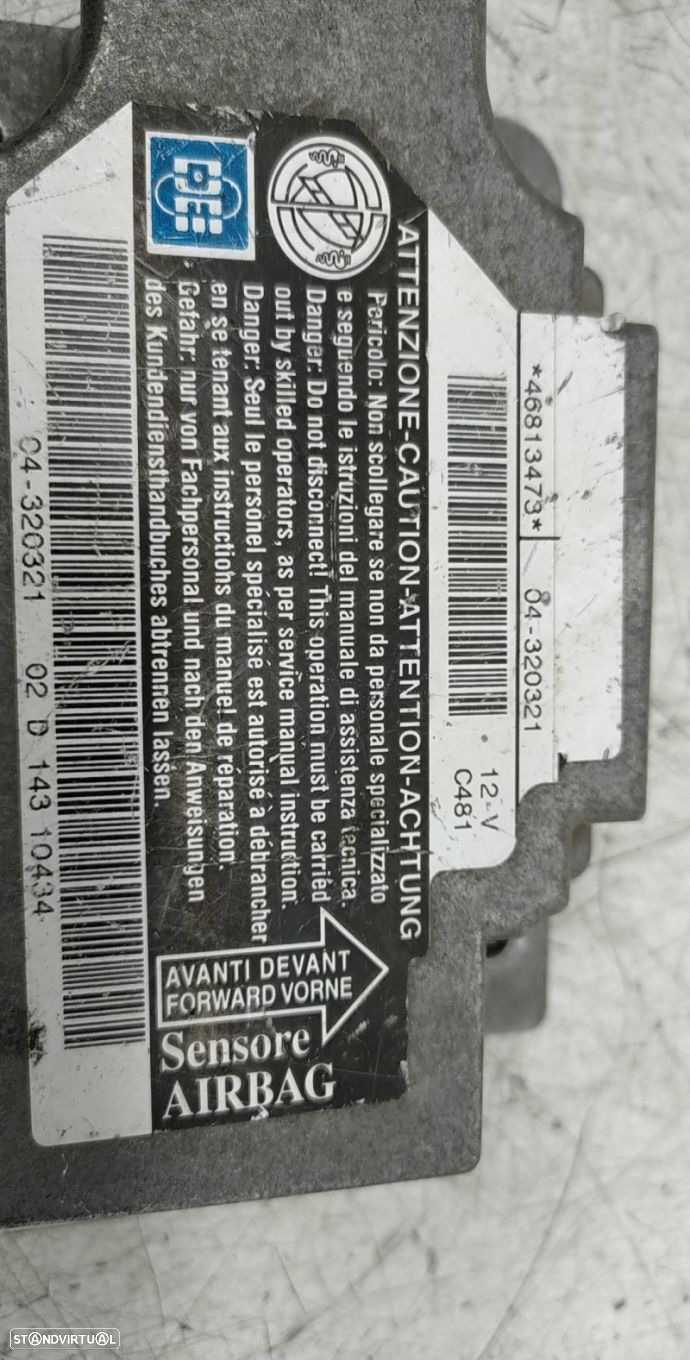 *46813473* 04-320321
12-V
C481
ATTENZIONE-CAUTION-ATTENTION-ACHTUNG
Pericolo: Non scollegare se non da personale specializzato
e seguendo le istruzioni del manuale di assistenza tecnica.
Danger: Do not disconnect! This operation must be carried
out by skilled operators, as per service manual instruction.
Danger: Seul le personel spécialisé est autorisé à débrancher
en se tenant aux instructions du manuel de réparation.
Gefahr: nur von Fachpersonal und nach den Anweisungen
des Kundendiensthandbuches abtrennen lassen.
AVANTI DEVANT
FORWARD VORNE
Sensore
AIRBAG
04-320321 02 D 143 10434
STANDVIRTUAL